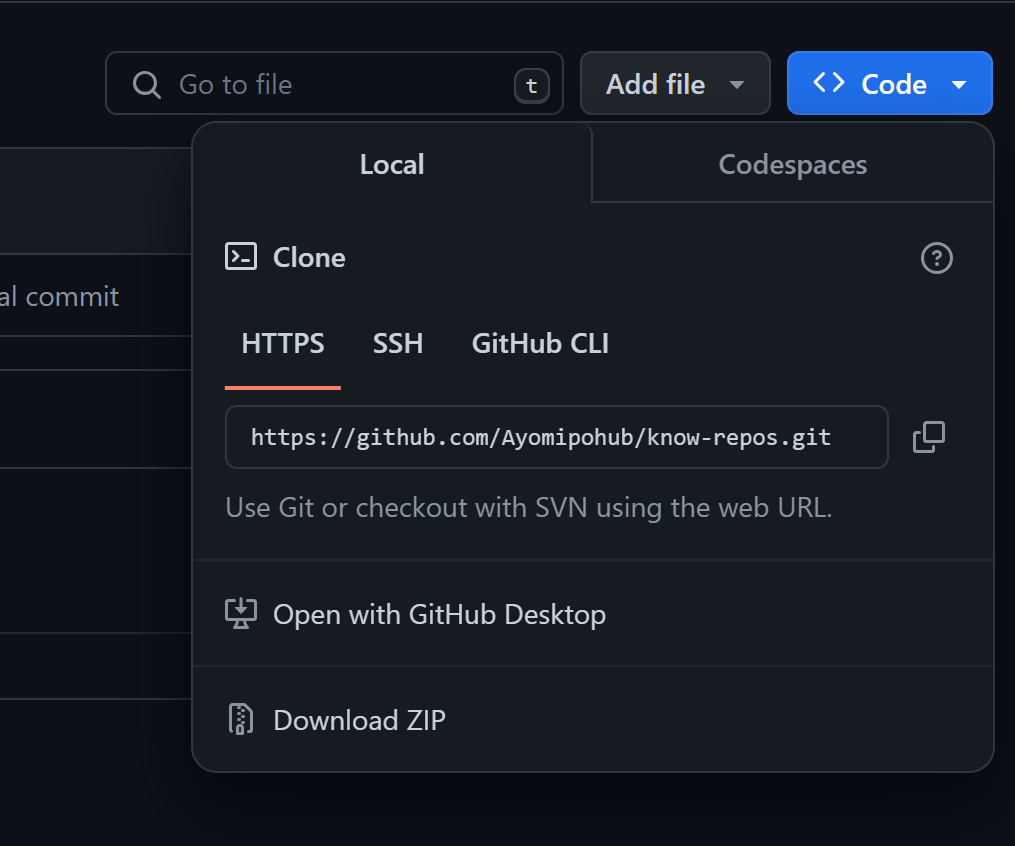 Go to file t Add file Code
Local Codespaces
Clone
al commit
HTTPS SSH GitHub CLI
https://github.com/Ayomipohub/know-repos.git
Use Git or checkout with SVN using the web URL.
Open with GitHub Desktop
Download ZIP